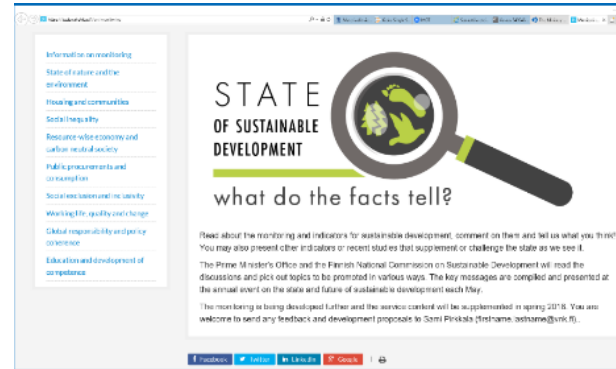 Information on monitoring
State of nature and the
environment
Housing and communities
Social inequality
Resource-wise economy and
carbon neutral society
Public procurements and
consumption
Social exclusion and inclusivity
Working life, quality and change
Global responsibility and policy
coherence
Education and development of
competence
STATE
OF SUSTAINABLE
DEVELOPMENT
what do the facts tell?
Read about the monitoring and indicators for sustainable development, comment on them and tell us what you think!
You may also present other indicators or recent studies that supplement or challenge the state as we see it.
The Prime Minister's Office and the Finnish National Commission on Sustainable Development will read the
discussions and pick out topics to be promoted in various ways. The key messages are compiled and presented at
the annual event on the state and future of sustainable development each May.
The monitoring is being developed further and the service content will be supplemented in spring 2018. You are
welcome to send any feedback and development proposals to Sami Pirkkala (firstname.lastname@vnk.fi)..
Facebook Twitter LinkedIn Google